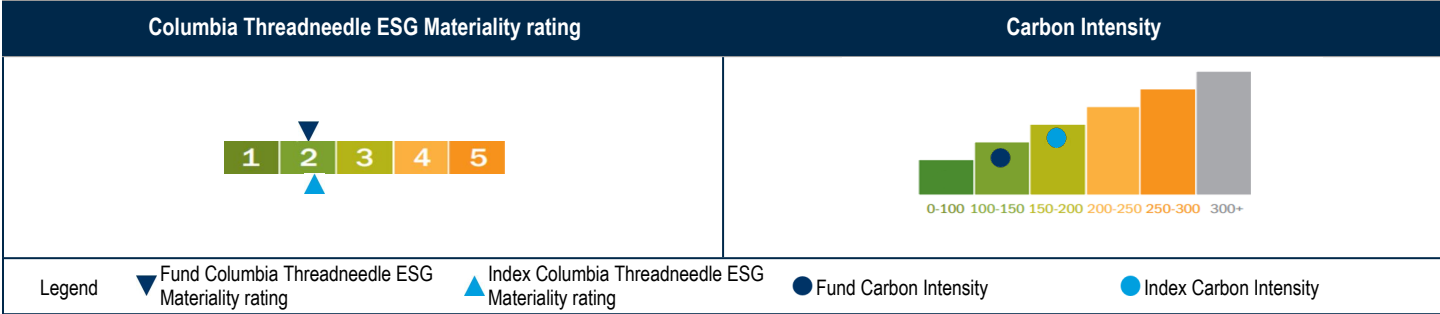 Columbia Threadneedle ESG Materiality rating
Carbon Intensity
1 2 3 4 5
0-100 100-150 150-200 200-250 250-300 300+
Legend
Fund Columbia Threadneedle ESG
Materiality rating
Index Columbia Threadneedle ESG
Materiality rating
Fund Carbon Intensity
Index Carbon Intensity